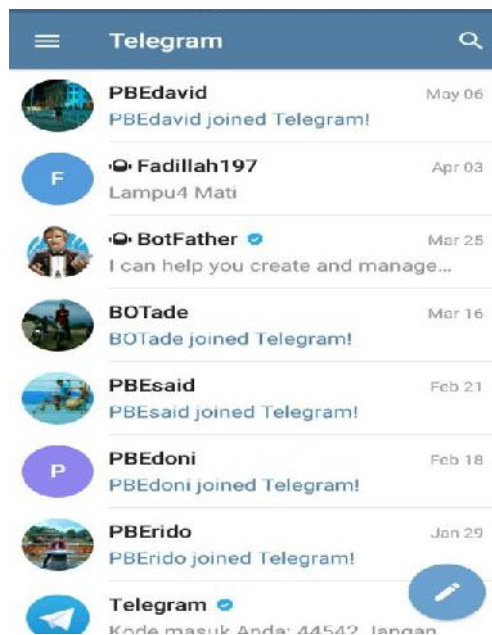 Telegram
PBEdavid
May 06
PBEdavid joined Telegram!
F
Fadillah197
Apr 03
Lampu4 Mati
BotFather
Mar 25
I can help you create and manage...
BOTade
Mar 16
BOTade joined Telegram!
PBEsaid
Feb 21
PBEsaid joined Telegram!
P
PBEdoni
Feb 18
PBEdoni joined Telegram!
PBErido
Jan 29
PBErido joined Telegram!
Telegram
Kode masuk Anda: 44542. Jangan